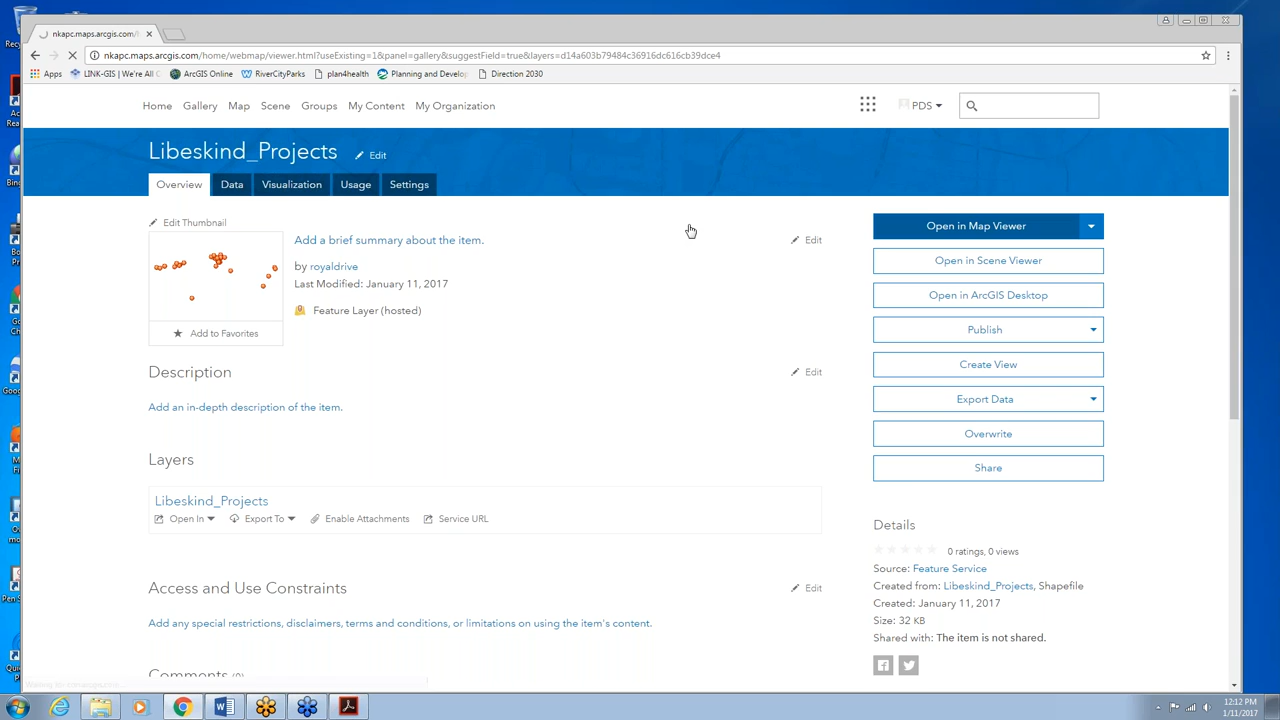 nkapc.maps.arcgis.com/
nkapc.maps.arcgis.com/home/webmap/viewer.html?useExisting=1&panel=gallery&suggestField=true&layers=d14a603b79484c36916dc616cb39dce4
Apps LINK-GIS | We're All C ArcGIS Online RiverCityParks plan4health Planning and Develo Direction 2030
Home Gallery Map Scene Groups My Content My Organization PDS
Libeskind_Projects Edit
Overview Data Visualization Usage Settings
Edit Thumbnail
Add a brief summary about the item. Edit
by royaldrive
Last Modified: January 11, 2017
Feature Layer (hosted)
Add to Favorites
Description Edit
Add an in-depth description of the item.
Layers
Libeskind_Projects
Open In Export To Enable Attachments Service URL
Access and Use Constraints Edit
Add any special restrictions, disclaimers, terms and conditions, or limitations on using the item's content.
Comments (0)
Open in Map Viewer
Open in Scene Viewer
Open in ArcGIS Desktop
Publish
Create View
Export Data
Overwrite
Share
Details
0 ratings, 0 views
Source: Feature Service
Created from: Libeskind_Projects, Shapefile
Created: January 11, 2017
Size: 32 KB
Shared with: The item is not shared.
12:12 PM
1/11/2017